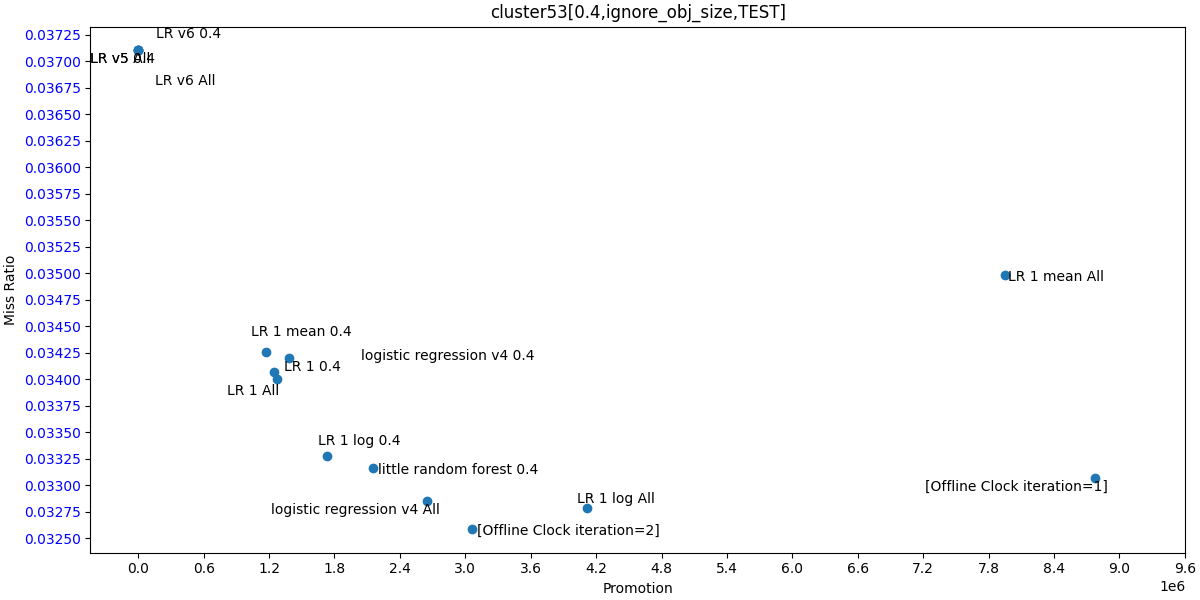 cluster53[0.4,ignore_obj_size,TEST]
0.03725
0.03700
0.03675
0.03650
0.03625
0.03600
0.03575
0.03550
0.03525
0.03500
0.03475
0.03450
0.03425
0.03400
0.03375
0.03350
0.03325
0.03300
0.03275
0.03250
Miss Ratio
LR v6 0.4
LR v5 All
LR v5 0.4
LR v6 All
LR 1 mean All
LR 1 mean 0.4
logistic regression v4 0.4
LR 1 0.4
LR 1 All
LR 1 log 0.4
little random forest 0.4
[Offline Clock iteration=1]
LR 1 log All
logistic regression v4 All
[Offline Clock iteration=2]
0.0 0.6 1.2 1.8 2.4 3.0 3.6 4.2 4.8 5.4 6.0 6.6 7.2 7.8 8.4 9.0 9.6
1e6
Promotion